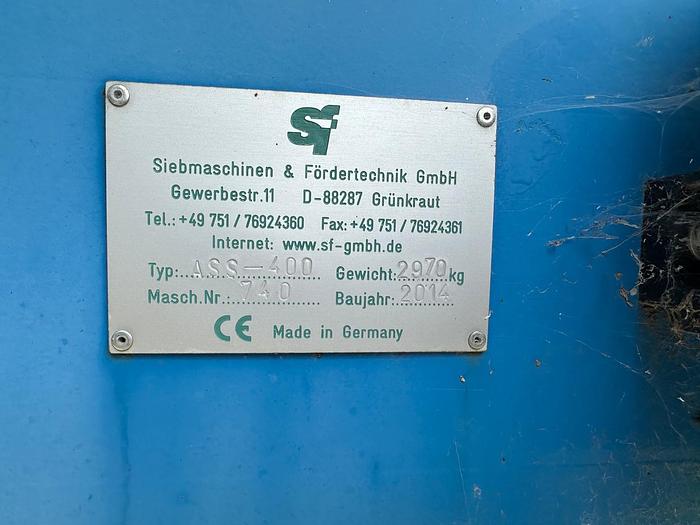 sf
Siebmaschinen & Fördertechnik GmbH
Gewerbestr.11 D-88287 Grünkraut
Tel.: +49 751 / 76924360 Fax: +49 751 / 76924361
Internet: www.sf-gmbh.de
Typ: ASS-400 Gewicht: 2970 kg
Masch.Nr.: 740 Baujahr: 2014
CE Made in Germany